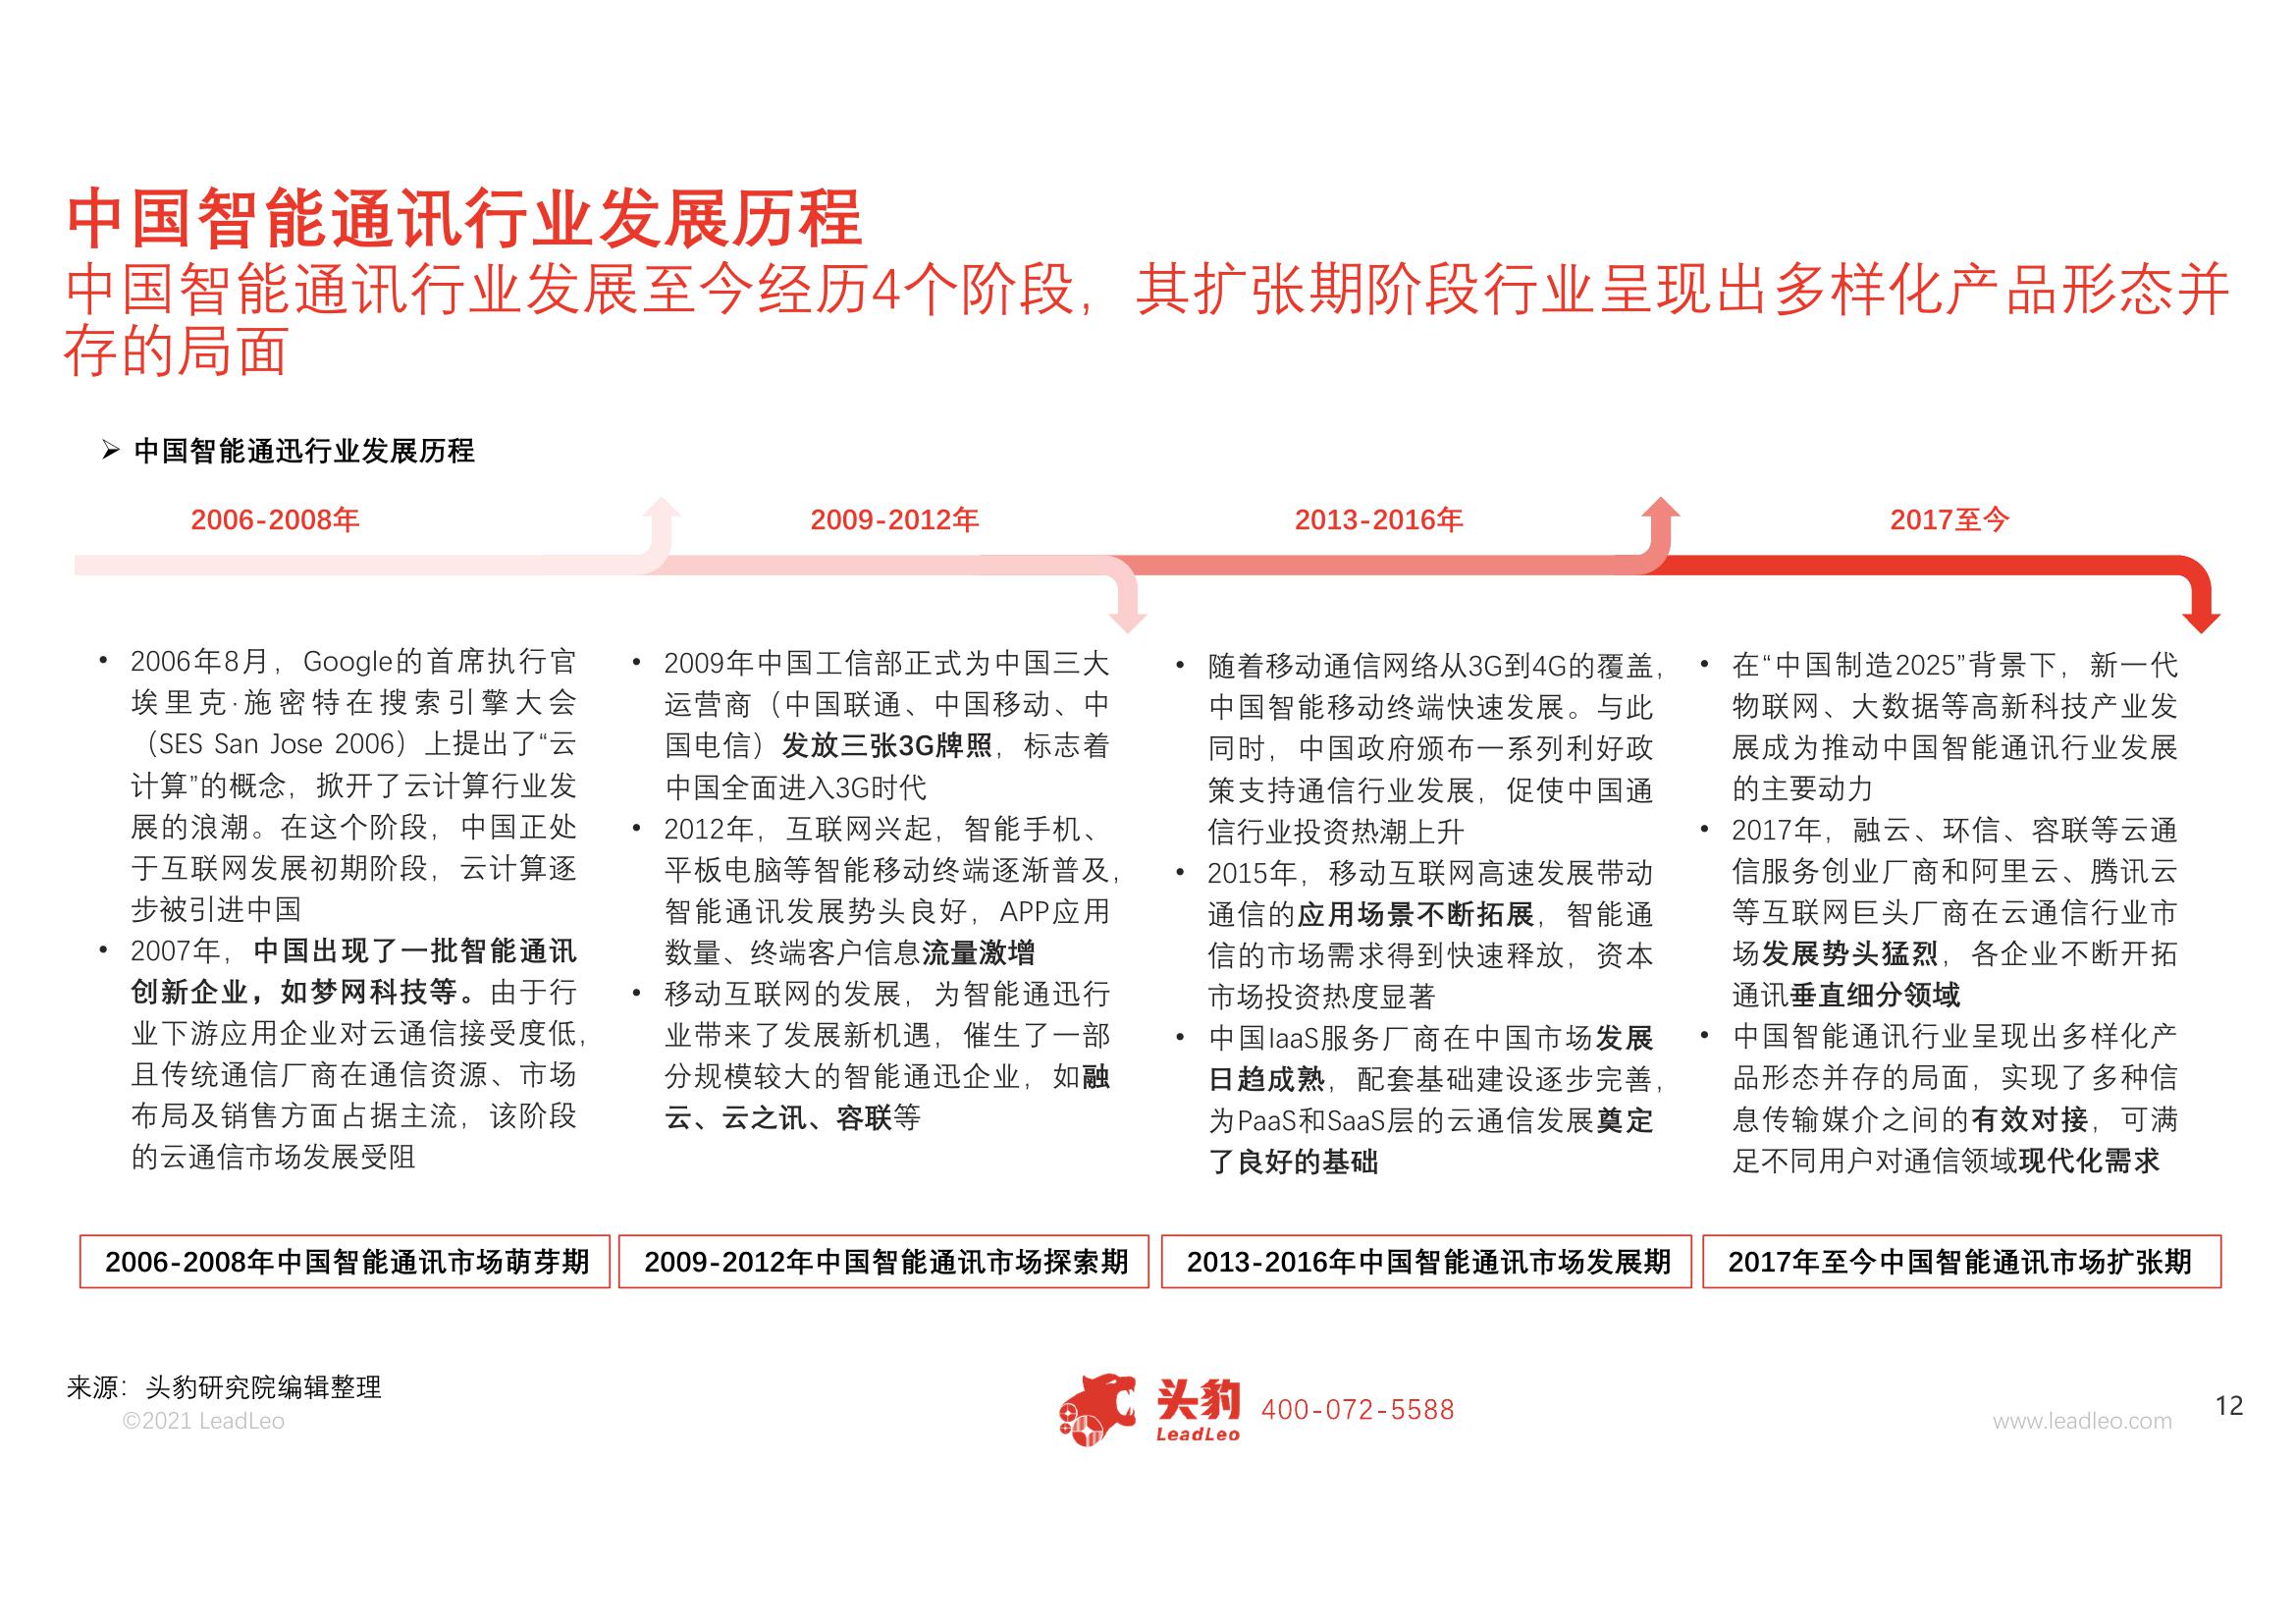 中国智能通讯行业发展历程
中国智能通讯行业发展至今经历4个阶段，其扩张期阶段行业呈现出多样化产品形态并
存的局面
➢ 中国智能通迅行业发展历程
2006-2008年
2009-2012年
2013-2016年
2017至今
• 2006年8月，Google的首席执行官
埃里克·施密特在搜索引擎大会
（SES San Jose 2006）上提出了“云
计算”的概念，掀开了云计算行业发
展的浪潮。在这个阶段，中国正处
于互联网发展初期阶段，云计算逐
步被引进中国
• 2007年，中国出现了一批智能通讯
创新企业，如梦网科技等。由于行
业下游应用企业对云通信接受度低，
且传统通信厂商在通信资源、市场
布局及销售方面占据主流，该阶段
的云通信市场发展受阻
• 2009年中国工信部正式为中国三大
运营商（中国联通、中国移动、中
国电信）发放三张3G牌照，标志着
中国全面进入3G时代
• 2012年，互联网兴起，智能手机、
平板电脑等智能移动终端逐渐普及，
智能通讯发展势头良好，APP应用
数量、终端客户信息流量激增
• 移动互联网的发展，为智能通迅行
业带来了发展新机遇，催生了一部
分规模较大的智能通迅企业，如融
云、云之讯、容联等
• 随着移动通信网络从3G到4G的覆盖，
中国智能移动终端快速发展。与此
同时，中国政府颁布一系列利好政
策支持通信行业发展，促使中国通
信行业投资热潮上升
• 2015年，移动互联网高速发展带动
通信的应用场景不断拓展，智能通
信的市场需求得到快速释放，资本
市场投资热度显著
• 中国IaaS服务厂商在中国市场发展
日趋成熟，配套基础建设逐步完善，
为PaaS和SaaS层的云通信发展奠定
了良好的基础
• 在“中国制造2025”背景下，新一代
物联网、大数据等高新科技产业发
展成为推动中国智能通讯行业发展
的主要动力
• 2017年，融云、环信、容联等云通
信服务创业厂商和阿里云、腾讯云
等互联网巨头厂商在云通信行业市
场发展势头猛烈，各企业不断开拓
通讯垂直细分领域
• 中国智能通讯行业呈现出多样化产
品形态并存的局面，实现了多种信
息传输媒介之间的有效对接，可满
足不同用户对通信领域现代化需求
2006-2008年中国智能通讯市场萌芽期
2009-2012年中国智能通讯市场探索期
2013-2016年中国智能通讯市场发展期
2017年至今中国智能通讯市场扩张期
来源：头豹研究院编辑整理
©2021 LeadLeo
头豹
LeadLeo
400-072-5588
www.leadleo.com
12